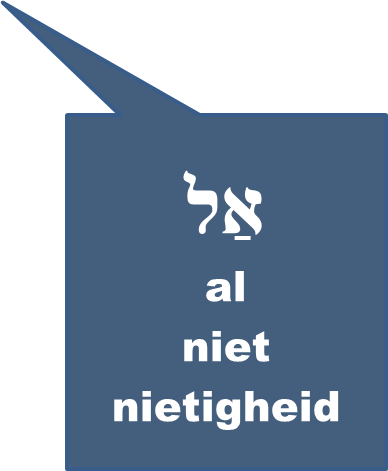 אַל
al
niet
nietigheid